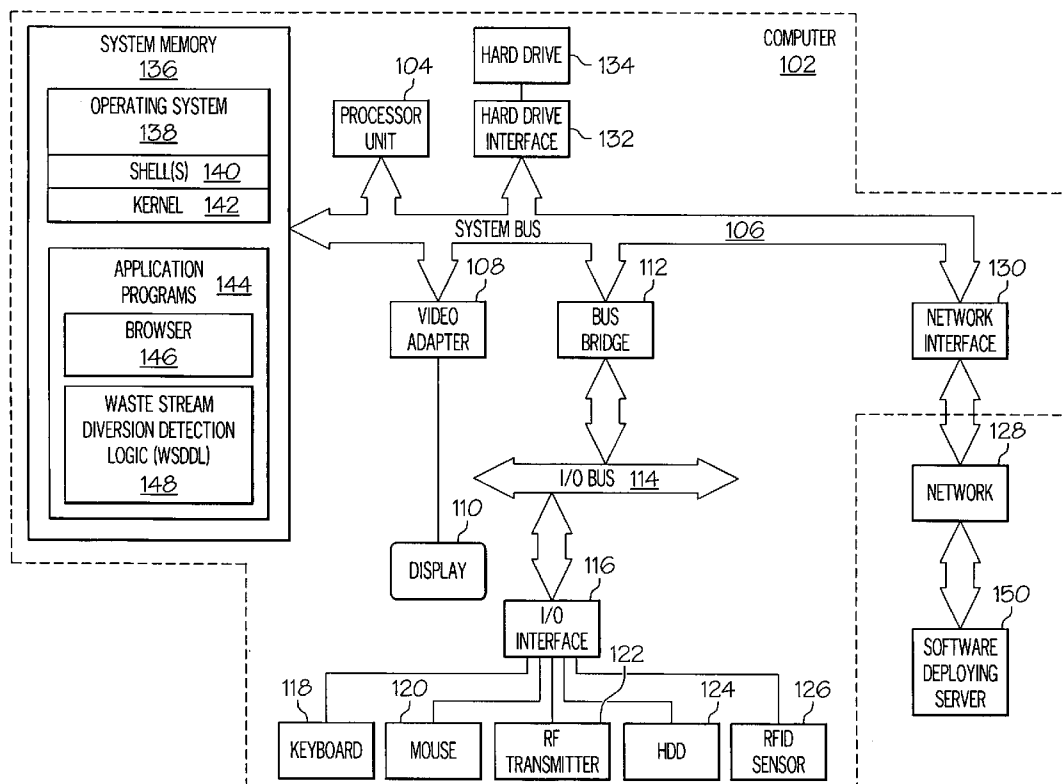 SYSTEM MEMORY
136
OPERATING SYSTEM
138
SHELL(S) 140
KERNEL 142
APPLICATION
PROGRAMS 144
BROWSER
146
WASTE STREAM
DIVERSION DETECTION
LOGIC (WSDDL)
148
104
PROCESSOR
UNIT
HARD DRIVE
134
HARD DRIVE
INTERFACE
132
COMPUTER
102
SYSTEM BUS
106
108
VIDEO
ADAPTER
112
BUS
BRIDGE
130
NETWORK
INTERFACE
I/O BUS 114
128
NETWORK
110
DISPLAY
116
I/O
INTERFACE
150
SOFTWARE
DEPLOYING
SERVER
118
KEYBOARD
120
MOUSE
122
RF
TRANSMITTER
124
HDD
126
RFID
SENSOR